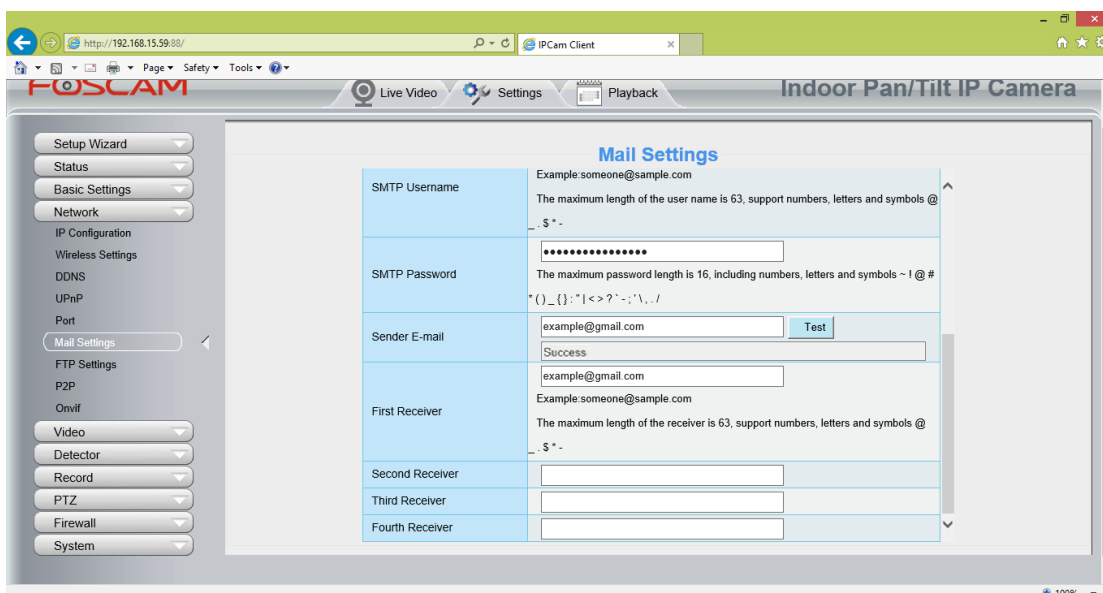 http://192.168.15.59:88/
IPCam Client
Page Safety Tools
FOSCAM
Live Video
Settings
Playback
Indoor Pan/Tilt IP Camera
Setup Wizard
Status
Basic Settings
Network
IP Configuration
Wireless Settings
DDNS
UPnP
Port
Mail Settings
FTP Settings
P2P
Onvif
Video
Detector
Record
PTZ
Firewall
System
Mail Settings
SMTP Username
Example:someone@sample.com
The maximum length of the user name is 63, support numbers, letters and symbols @
_ . $ * -
SMTP Password
••••••••••••••••
The maximum password length is 16, including numbers, letters and symbols ~ ! @ #
* ( ) _ { } : " | < > ? ` - ; ' \ , . /
Sender E-mail
example@gmail.com
Test
Success
First Receiver
example@gmail.com
Example:someone@sample.com
The maximum length of the receiver is 63, support numbers, letters and symbols @
_ . $ * -
Second Receiver
Third Receiver
Fourth Receiver
100%